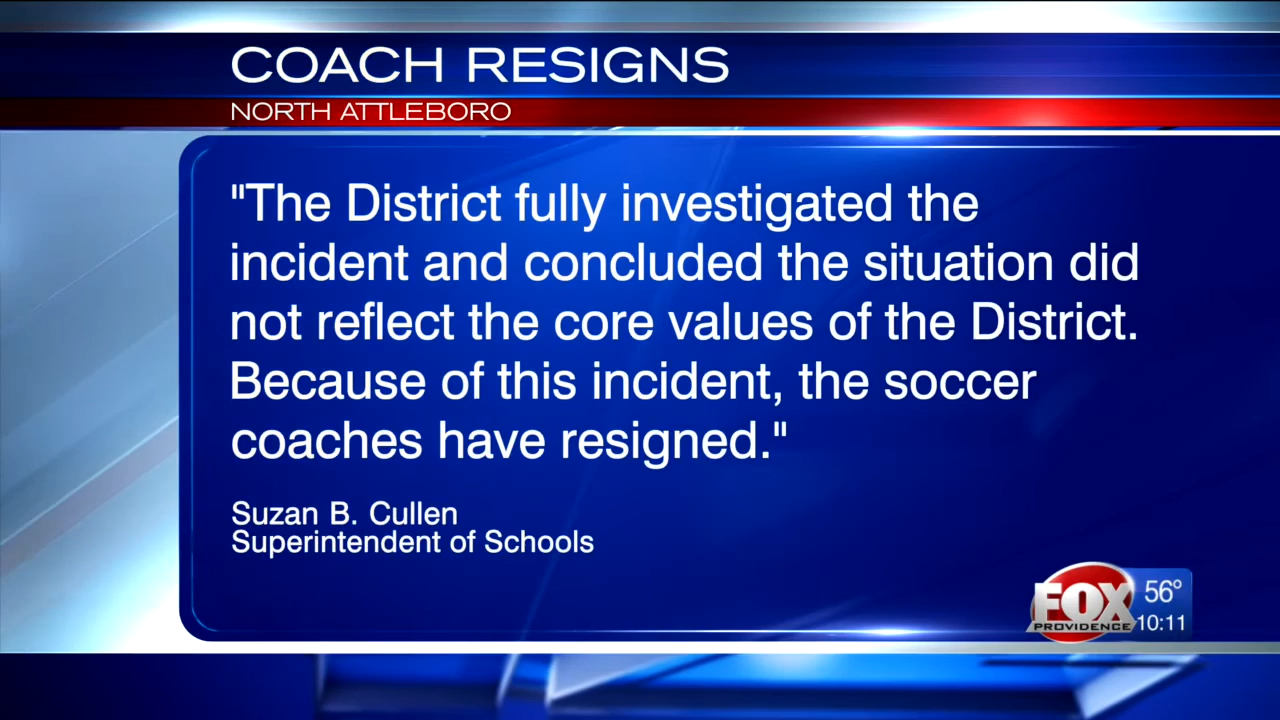 COACH RESIGNS
NORTH ATTLEBORO
"The District fully investigated the
incident and concluded the situation did
not reflect the core values of the District.
Because of this incident, the soccer
coaches have resigned."
Suzan B. Cullen
Superintendent of Schools
FOX
PROVIDENCE
56°
10:11